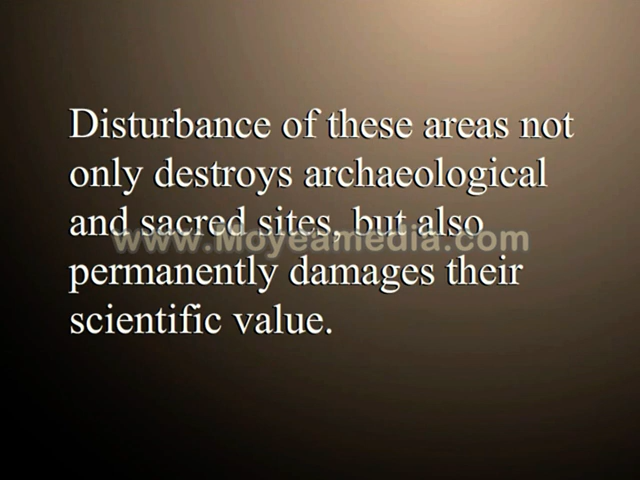 Disturbance of these areas not
only destroys archaeological
and sacred sites, but also
www.Moyeamedia.com
permanently damages their
scientific value.